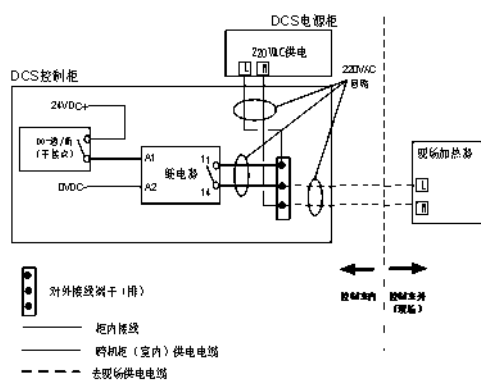 DCS电源柜
220VAC供电
L N
DCS控制柜
220VAC
回路
24VDC+
DO-通/断
(干接点)
A1
11
继电器
A2
14
0VDC-
现场加热器
L
N
控制室内
控制室外
(现场)
对外接线端子(排)
柜内接线
跨机柜(室内)供电电缆
去现场供电电缆